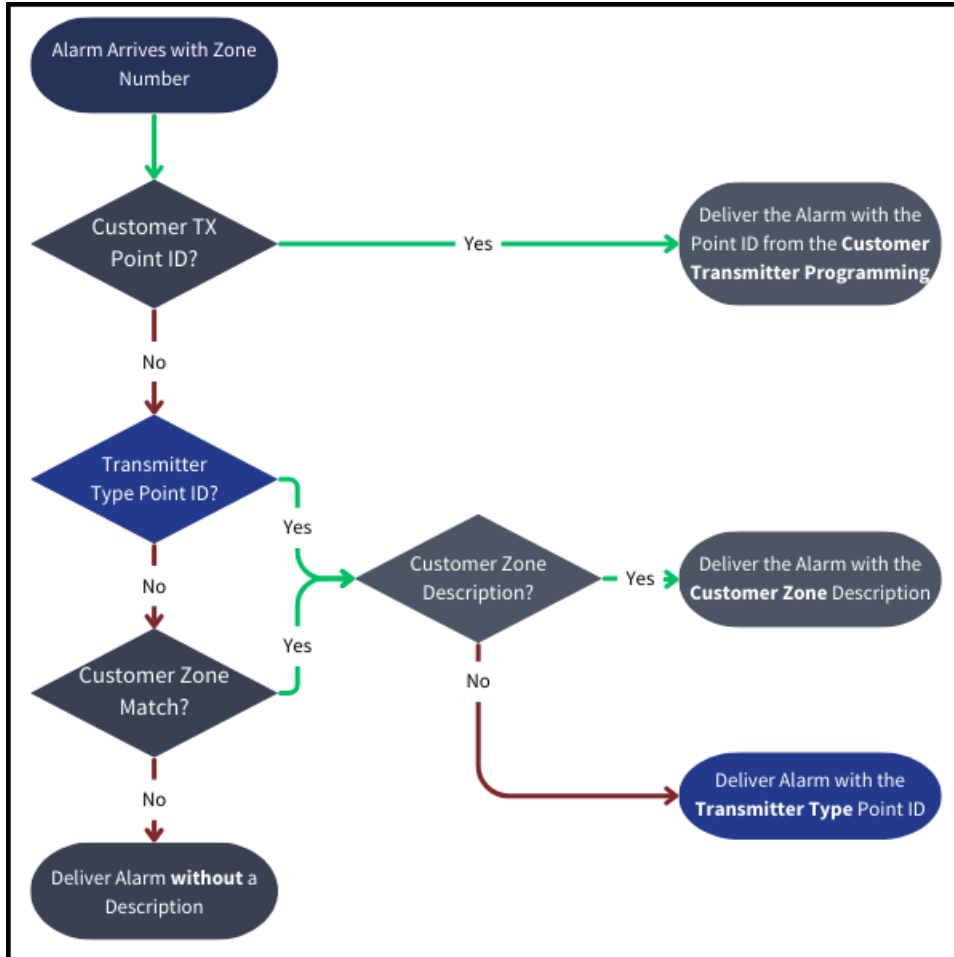 Alarm Arrives with Zone
Number
Customer TX
Point ID?
Yes
Deliver the Alarm with the
Point ID from the Customer
Transmitter Programming
No
Transmitter
Type Point ID?
Yes
No
Customer Zone
Description?
Yes
Deliver the Alarm with the
Customer Zone Description
Yes
Customer Zone
Match?
No
No
Deliver Alarm with the
Transmitter Type Point ID
Deliver Alarm without a
Description